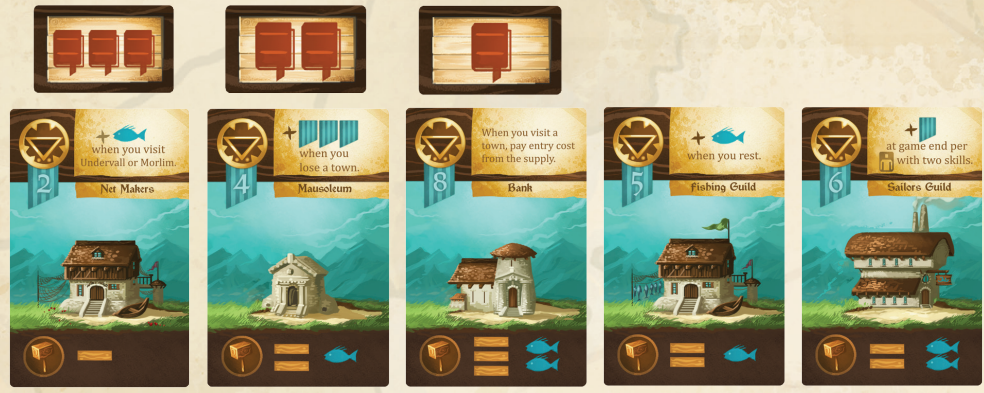 when you visit
Undervall or Morlim.
2
Net Makers
when you
lose a town.
4
Mausoleum
When you visit a
town, pay entry cost
from the supply.
8
Bank
when you rest.
5
Fishing Guild
at game end per
with two skills.
6
Sailors Guild